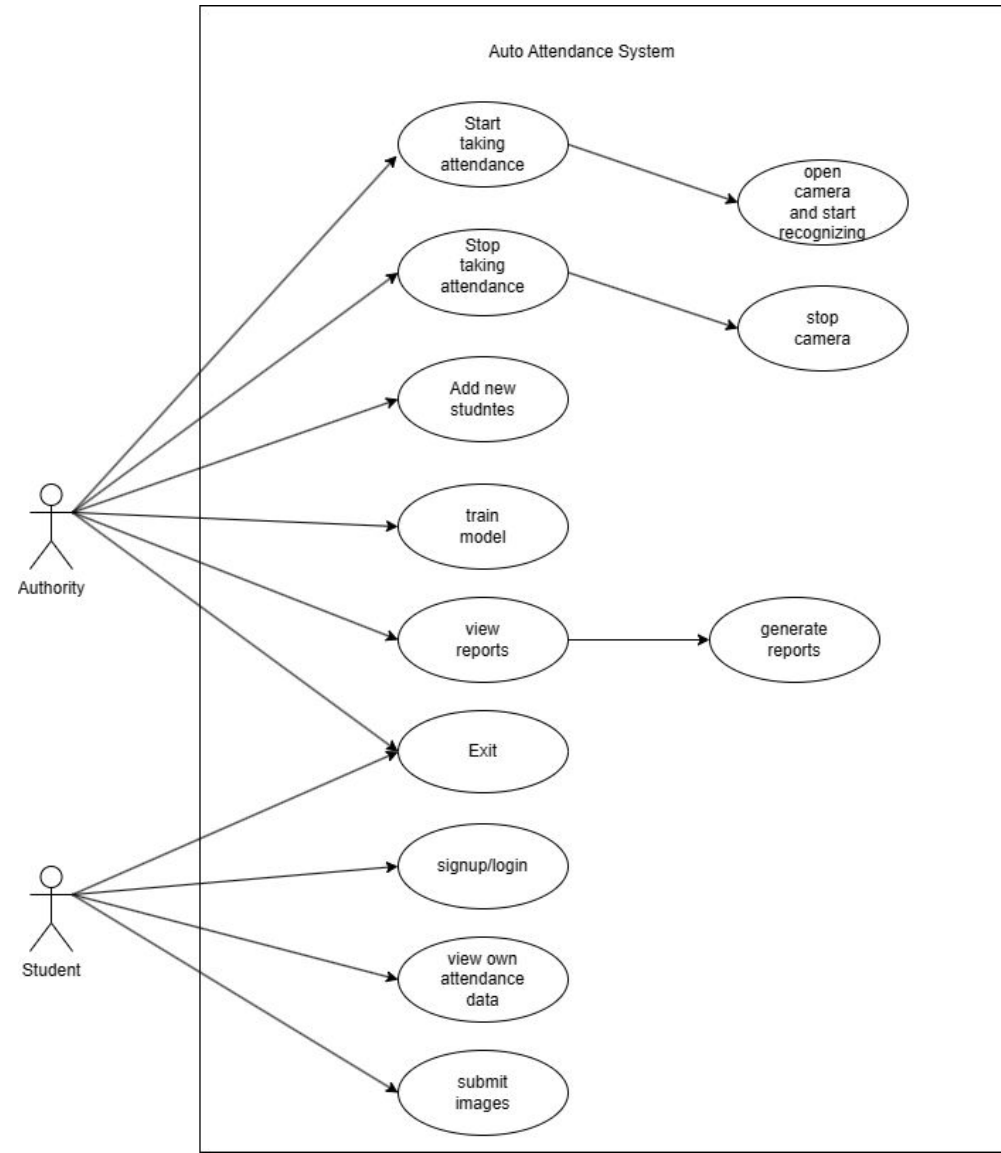 Auto Attendance System
Start
taking
attendance
open
camera
and start
recognizing
Stop
taking
attendance
stop
camera
Add new
studntes
train
model
Authority
view
reports
generate
reports
Exit
signup/login
Student
view own
attendance
data
submit
images